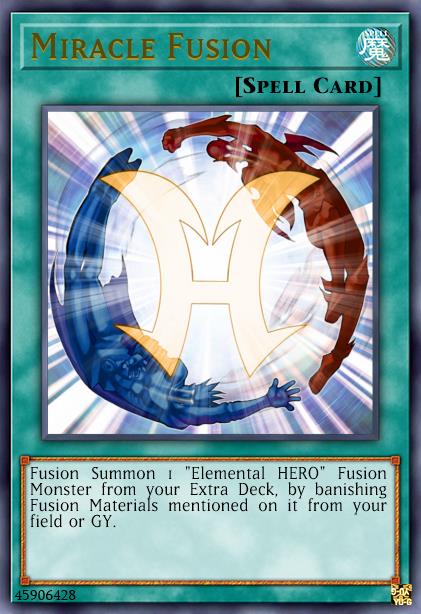 Miracle Fusion
SPELL
魔
[Spell Card]
Fusion Summon 1 "Elemental HERO" Fusion
Monster from your Extra Deck, by banishing
Fusion Materials mentioned on it from your
field or GY.
45906428